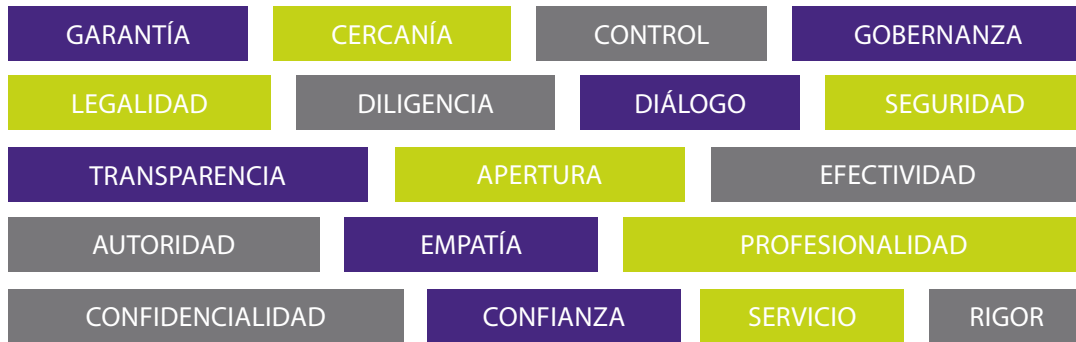 GARANTÍA CERCANÍA CONTROL GOBERNANZA
LEGALIDAD DILIGENCIA DIÁLOGO SEGURIDAD
TRANSPARENCIA APERTURA EFECTIVIDAD
AUTORIDAD EMPATÍA PROFESIONALIDAD
CONFIDENCIALIDAD CONFIANZA SERVICIO RIGOR